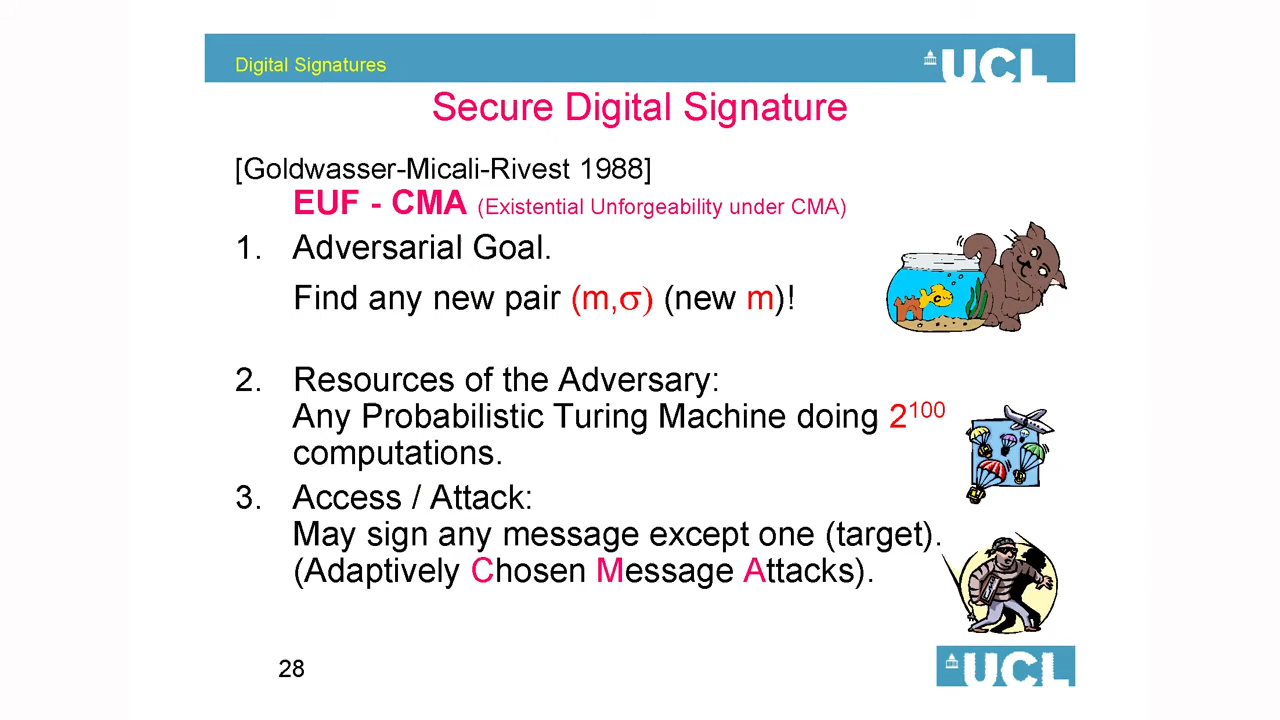 Digital Signatures
UCL
Secure Digital Signature
[Goldwasser-Micali-Rivest 1988]
EUF - CMA (Existential Unforgeability under CMA)
1. Adversarial Goal.
Find any new pair (m,σ) (new m)!
2. Resources of the Adversary:
Any Probabilistic Turing Machine doing 2¹⁰⁰
computations.
3. Access / Attack:
May sign any message except one (target).
(Adaptively Chosen Message Attacks).
28
UCL